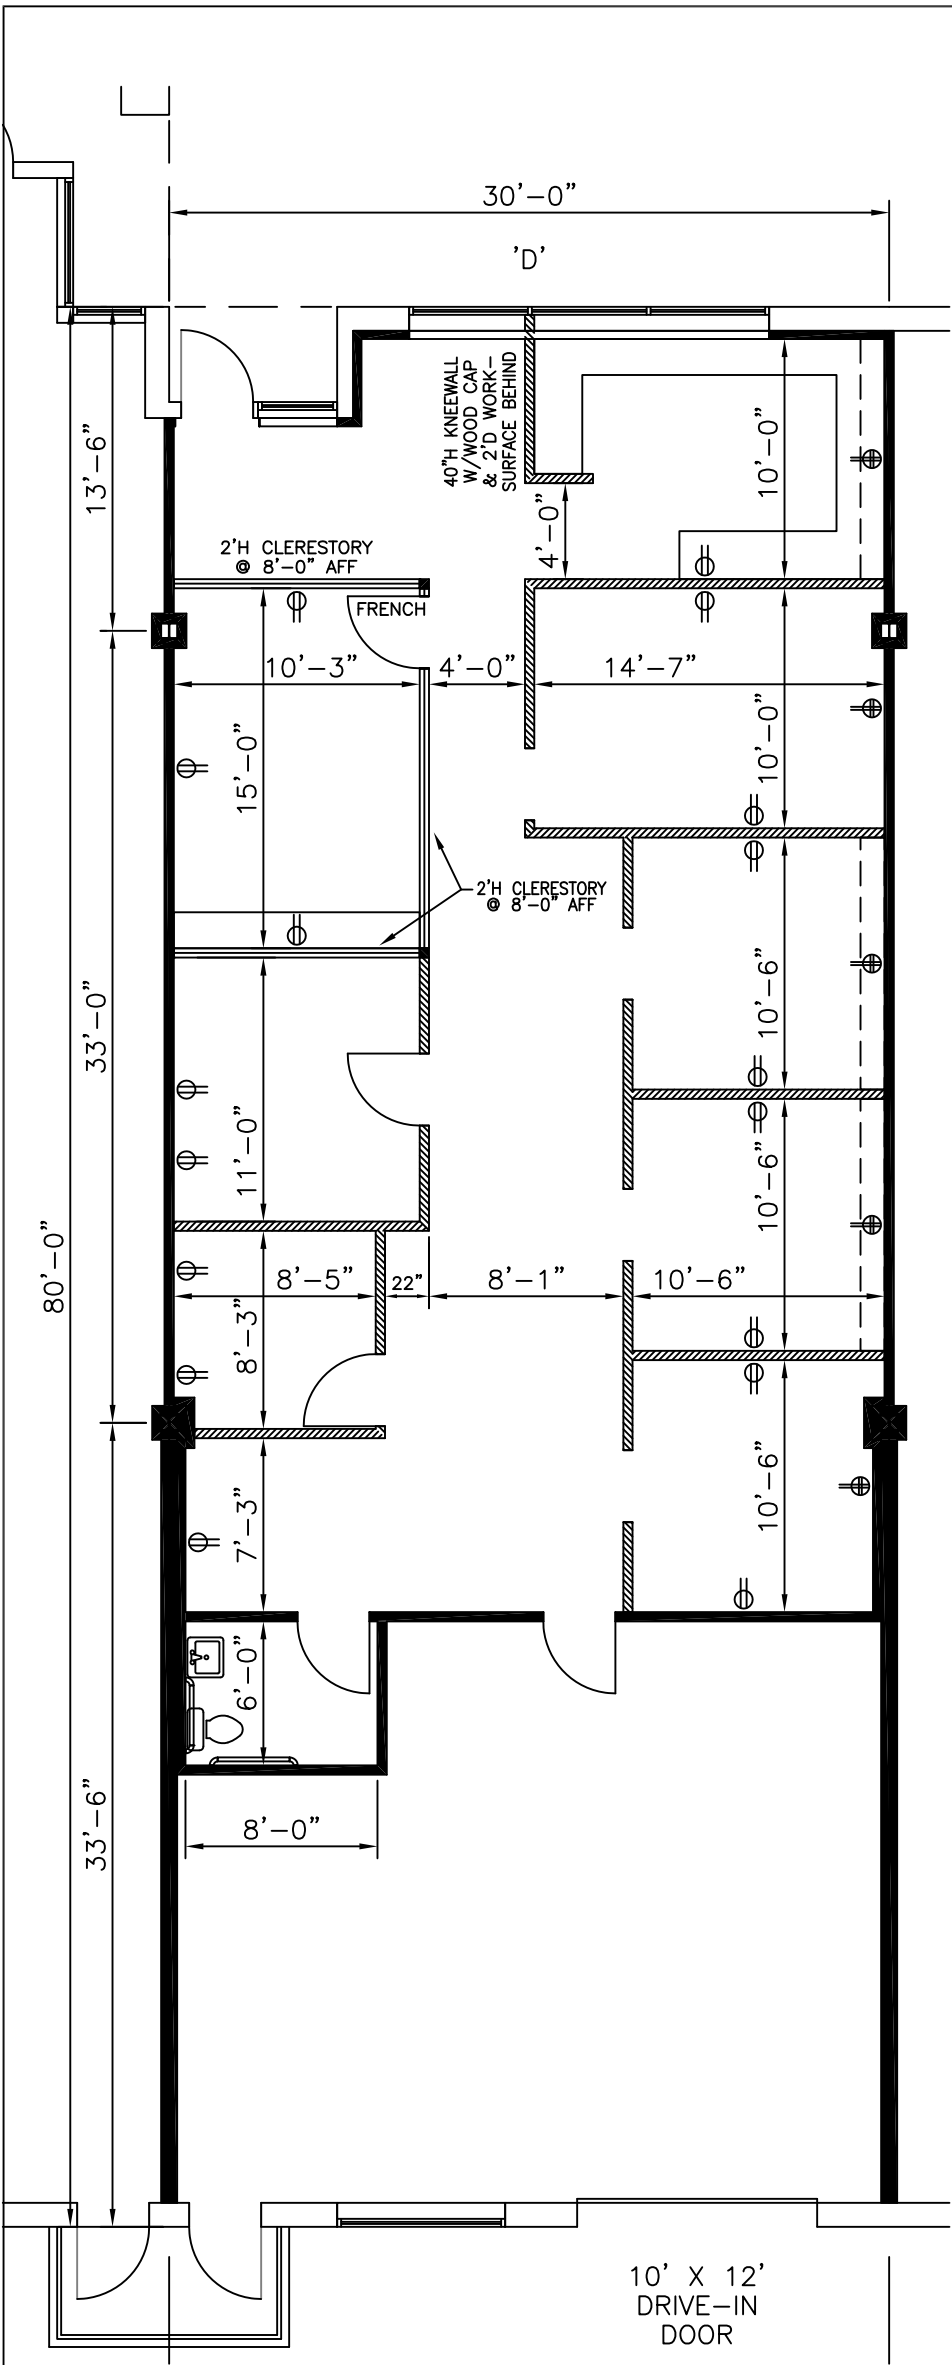 30'-0"
'D'
40"H KNEEWALL
W/WOOD CAP
& 2'D WORK-
SURFACE BEHIND
10'-0"
13'-6"
4'-0"
2'H CLERESTORY
@ 8'-0" AFF
FRENCH
10'-3"
4'-0"
14'-7"
15'-0"
10'-0"
2'H CLERESTORY
@ 8'-0" AFF
33'-0"
10'-6"
11'-0"
10'-6"
80'-0"
8'-5"
22"
8'-1"
10'-6"
8'-3"
10'-6"
7'-3"
6'-0"
33'-6"
8'-0"
10' X 12'
DRIVE-IN
DOOR